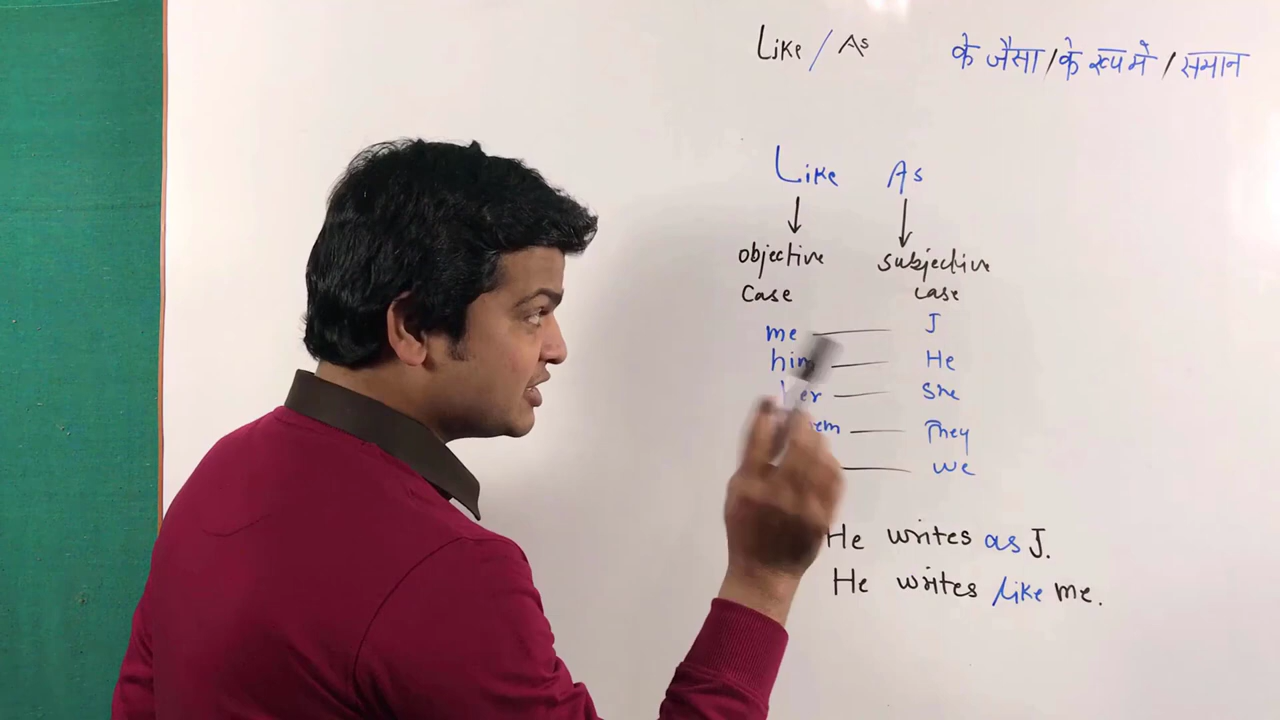 Like / As के जैसा / के रूप मे / समान
Like As
objective subjective
Case case
me I
him He
She
They
we
He writes as I.
He writes like me.